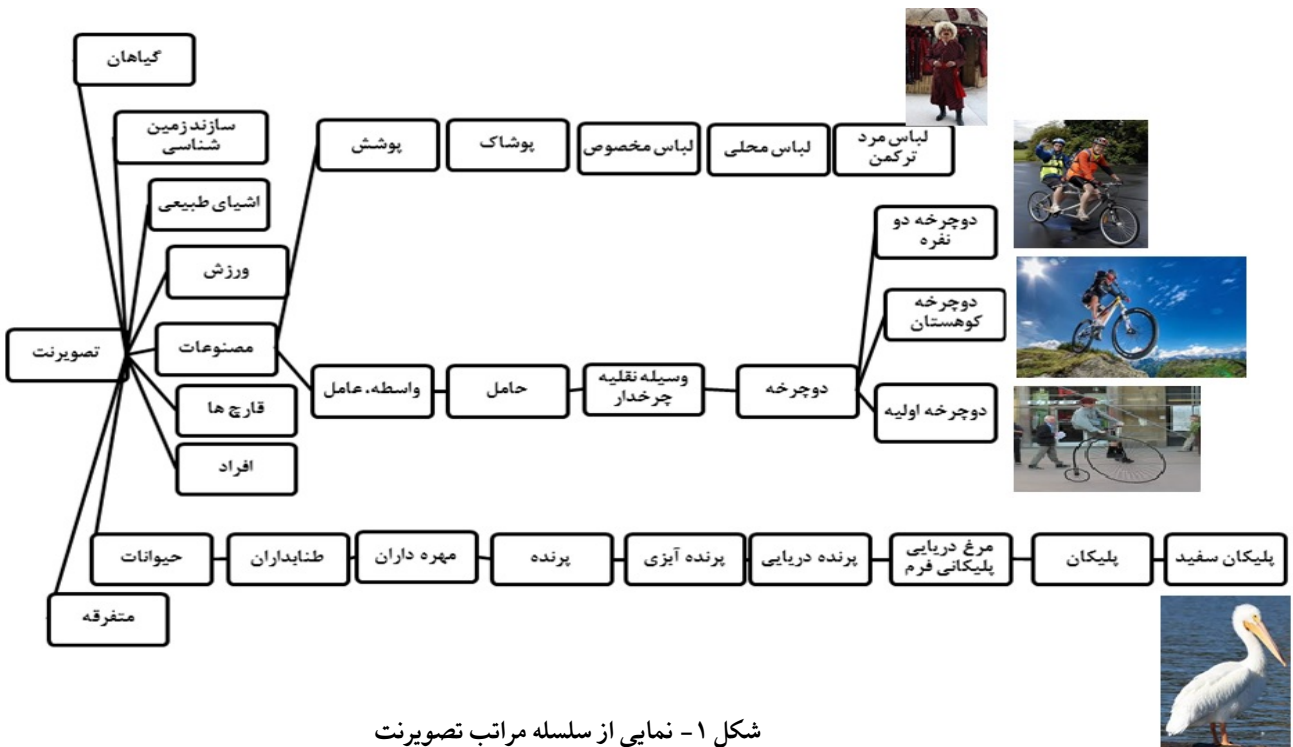 گیاهان
سازند زمین
شناسی
اشیای طبیعی
ورزش
تصویرنت
مصنوعات
قارچ ها
افراد
حیوانات
متفرقه
پوشش
پوشاک
لباس مخصوص
لباس محلی
لباس مرد
ترکمن
واسطه، عامل
حامل
وسیله نقلیه
چرخدار
دوچرخه
دوچرخه دو
نفره
دوچرخه
کوهستان
دوچرخه اولیه
طنابداران
مهره داران
پرنده
پرنده آبزی
پرنده دریایی
مرغ دریایی
پلیکانی فرم
پلیکان
پلیکان سفید
شکل ۱- نمایی از سلسله مراتب تصویرنت